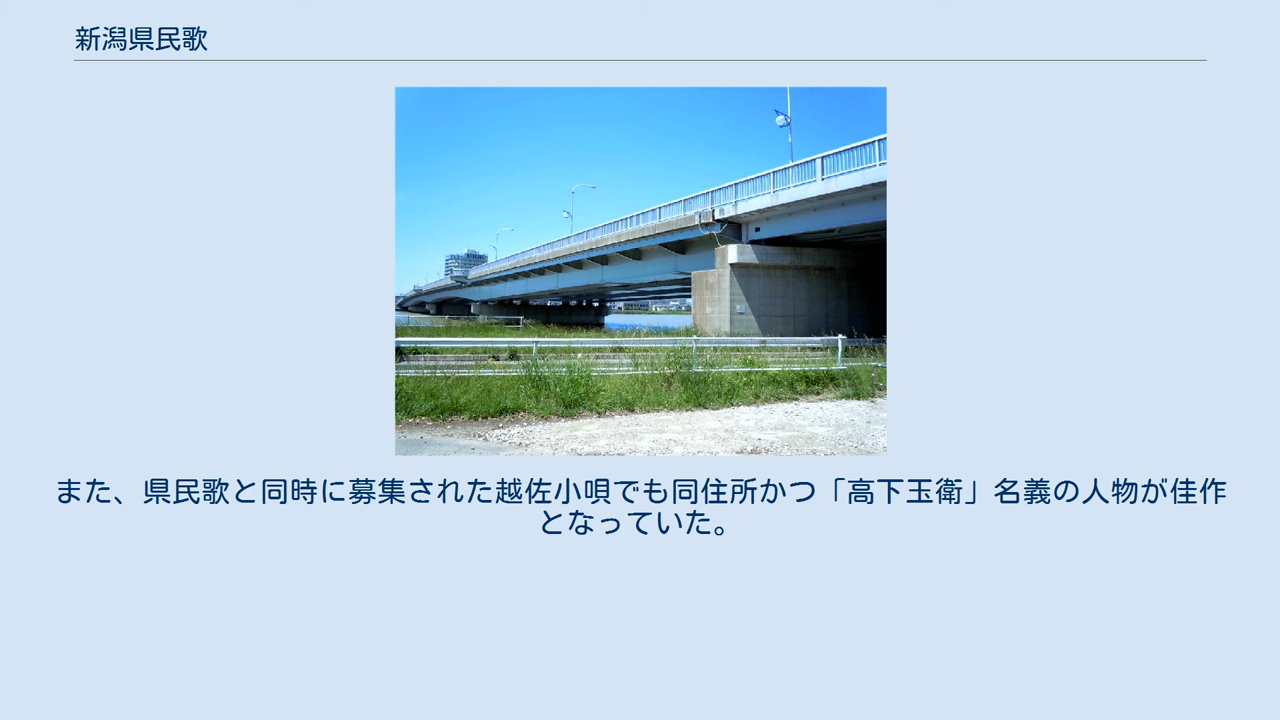 新潟県民歌
また、県民歌と同時に募集された越佐小唄でも同住所かつ「高下玉衛」名義の人物が佳作
となっていた。